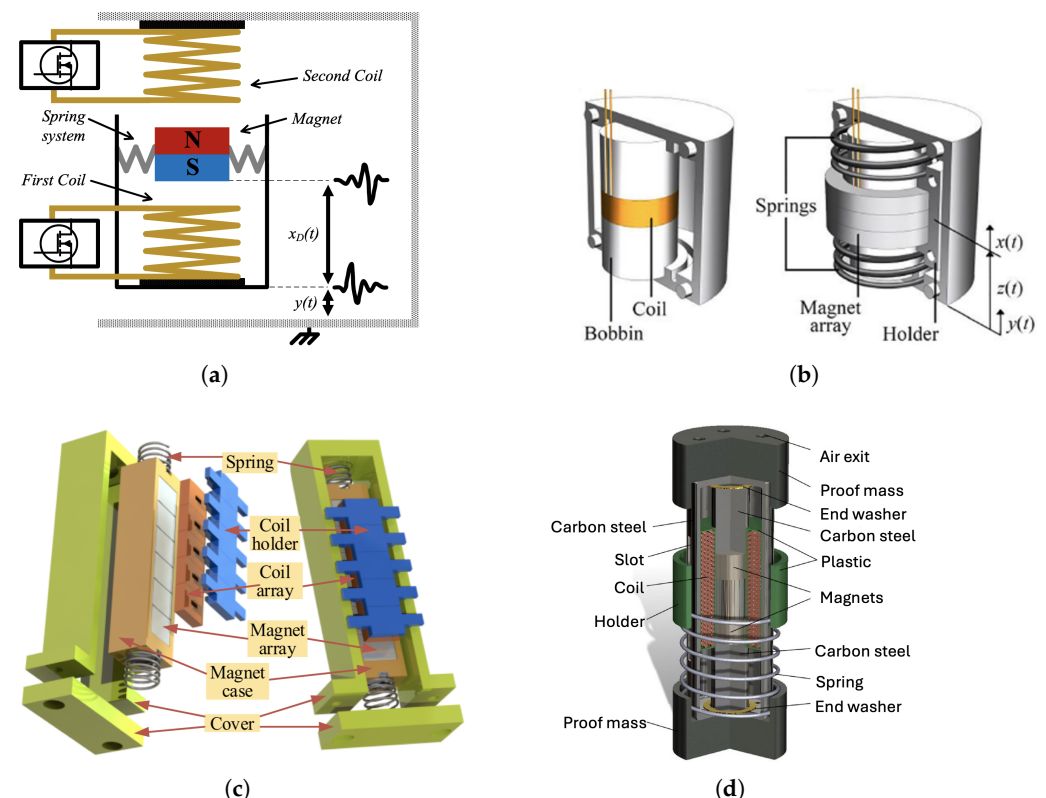 Second Coil
Spring
system
Magnet
N
S
First Coil
x_D(t)
y(t)
(a)
Springs
Coil
Bobbin
Magnet
array
Holder
x(t)
z(t)
y(t)
(b)
Spring
Coil
holder
Coil
array
Magnet
array
Magnet
case
Cover
(c)
Air exit
Proof mass
End washer
Carbon steel
Carbon steel
Slot
Plastic
Coil
Magnets
Holder
Carbon steel
Spring
End washer
Proof mass
(d)